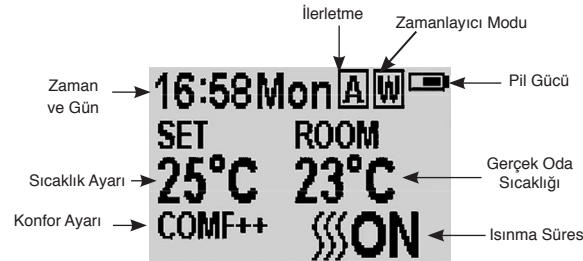 İlerletme
Zamanlayıcı Modu
Zaman
ve Gün
16:58Mon A W
Pil Gücü
SET ROOM
Sıcaklık Ayarı
25°C 23°C
Gerçek Oda
Sıcaklığı
Konfor Ayarı
COMF++
ON
Isınma Süres